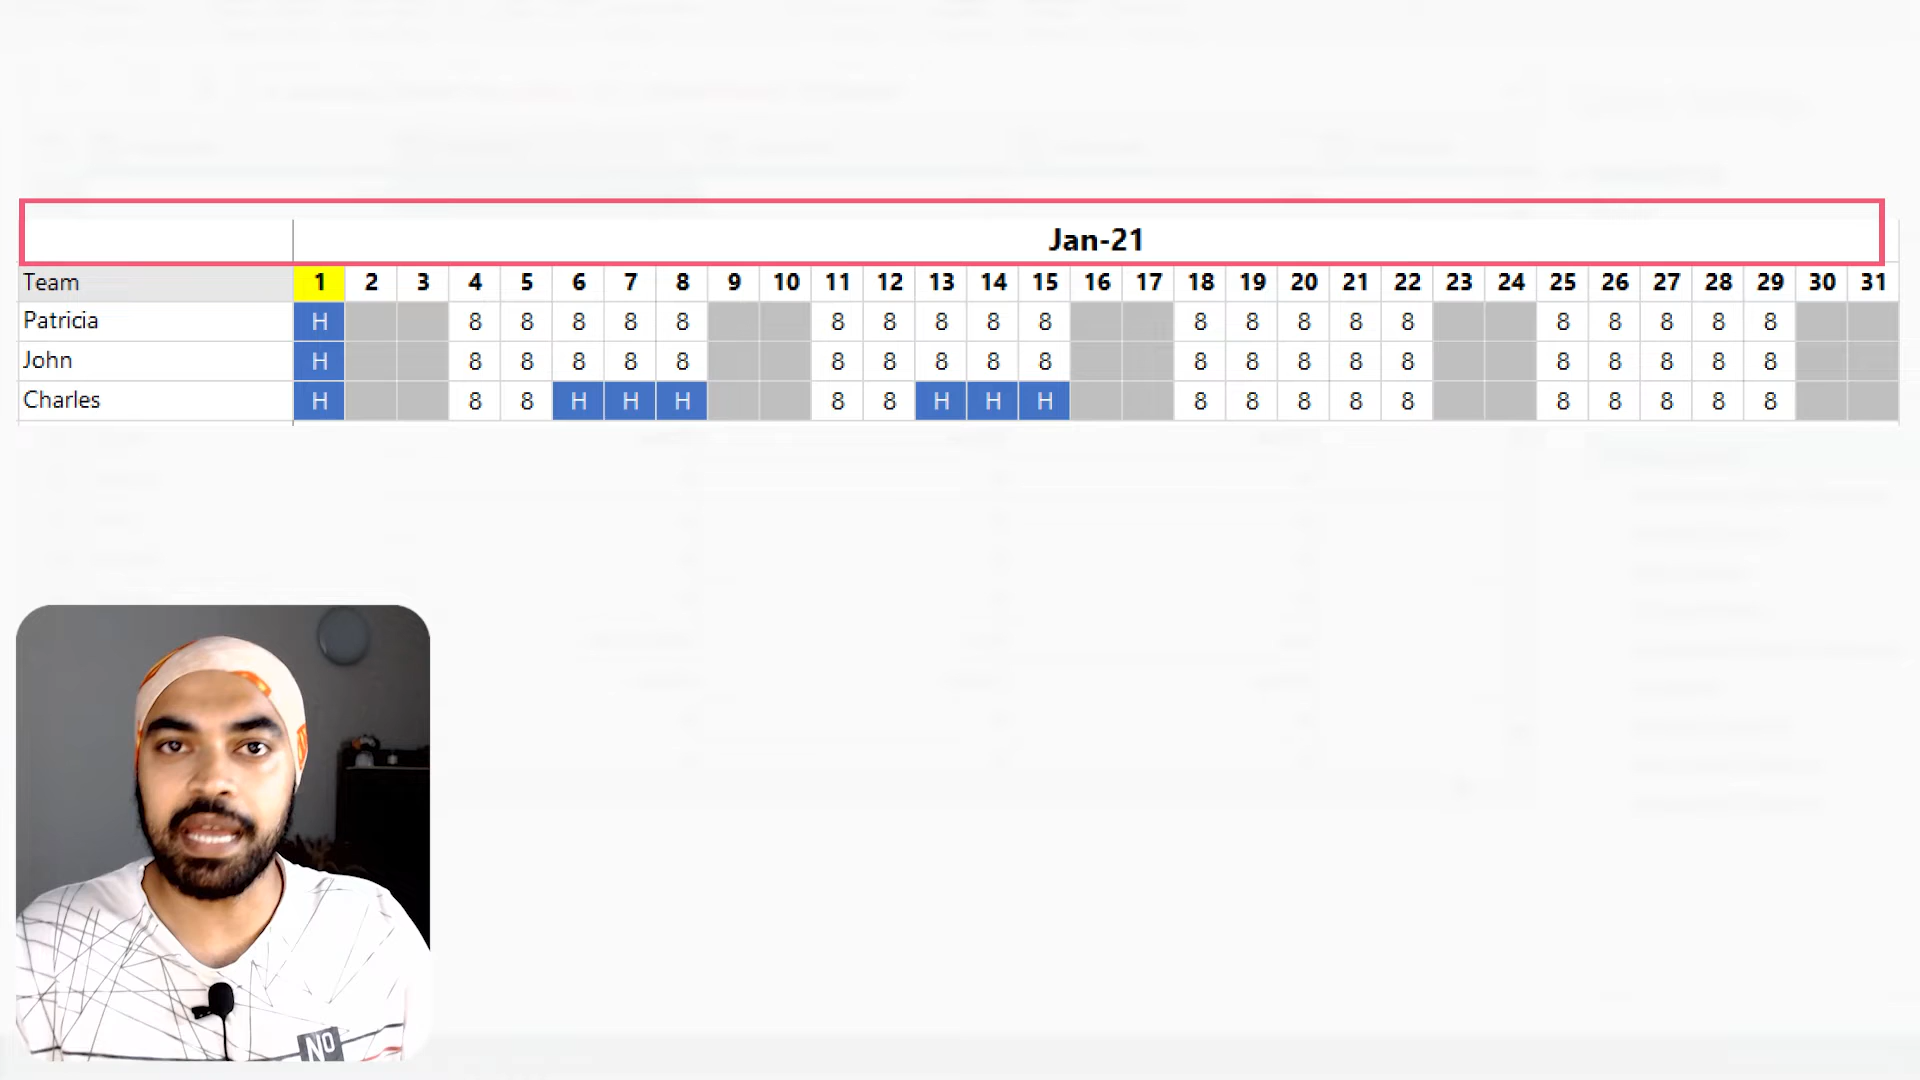 Jan-21
Team 1 2 3 4 5 6 7 8 9 10 11 12 13 14 15 16 17 18 19 20 21 22 23 24 25 26 27 28 29 30 31
Patricia H 8 8 8 8 8 8 8 8 8 8 8 8 8 8 8 8 8 8 8 8
John H 8 8 8 8 8 8 8 8 8 8 8 8 8 8 8 8 8 8 8 8
Charles H 8 8 H H H 8 8 H H H 8 8 8 8 8 8 8 8 8 8
NO